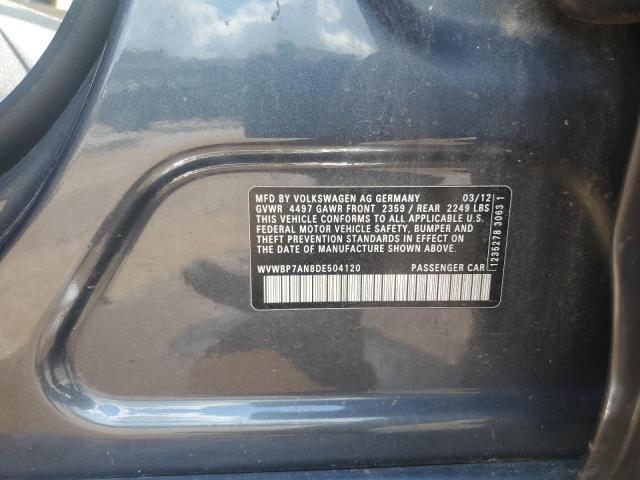 MFD BY VOLKSWAGEN AG GERMANY 03/12
GVWR 4497 GAWR FRONT 2359 / REAR 2249 LBS
THIS VEHICLE CONFORMS TO ALL APPLICABLE U.S.
FEDERAL MOTOR VEHICLE SAFETY, BUMPER AND
THEFT PREVENTION STANDARDS IN EFFECT ON
THE DATE OF MANUFACTURE SHOWN ABOVE.
WVWBP7AN8DE504120 PASSENGER CAR
1235278 3063 1